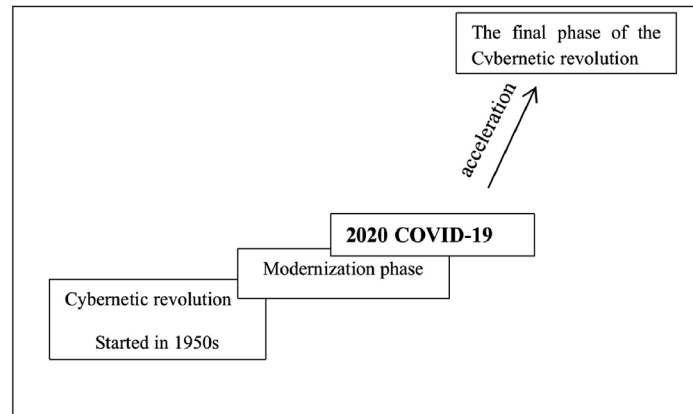 The final phase of the
Cybernetic revolution
acceleration
2020 COVID-19
Modernization phase
Cybernetic revolution
Started in 1950s